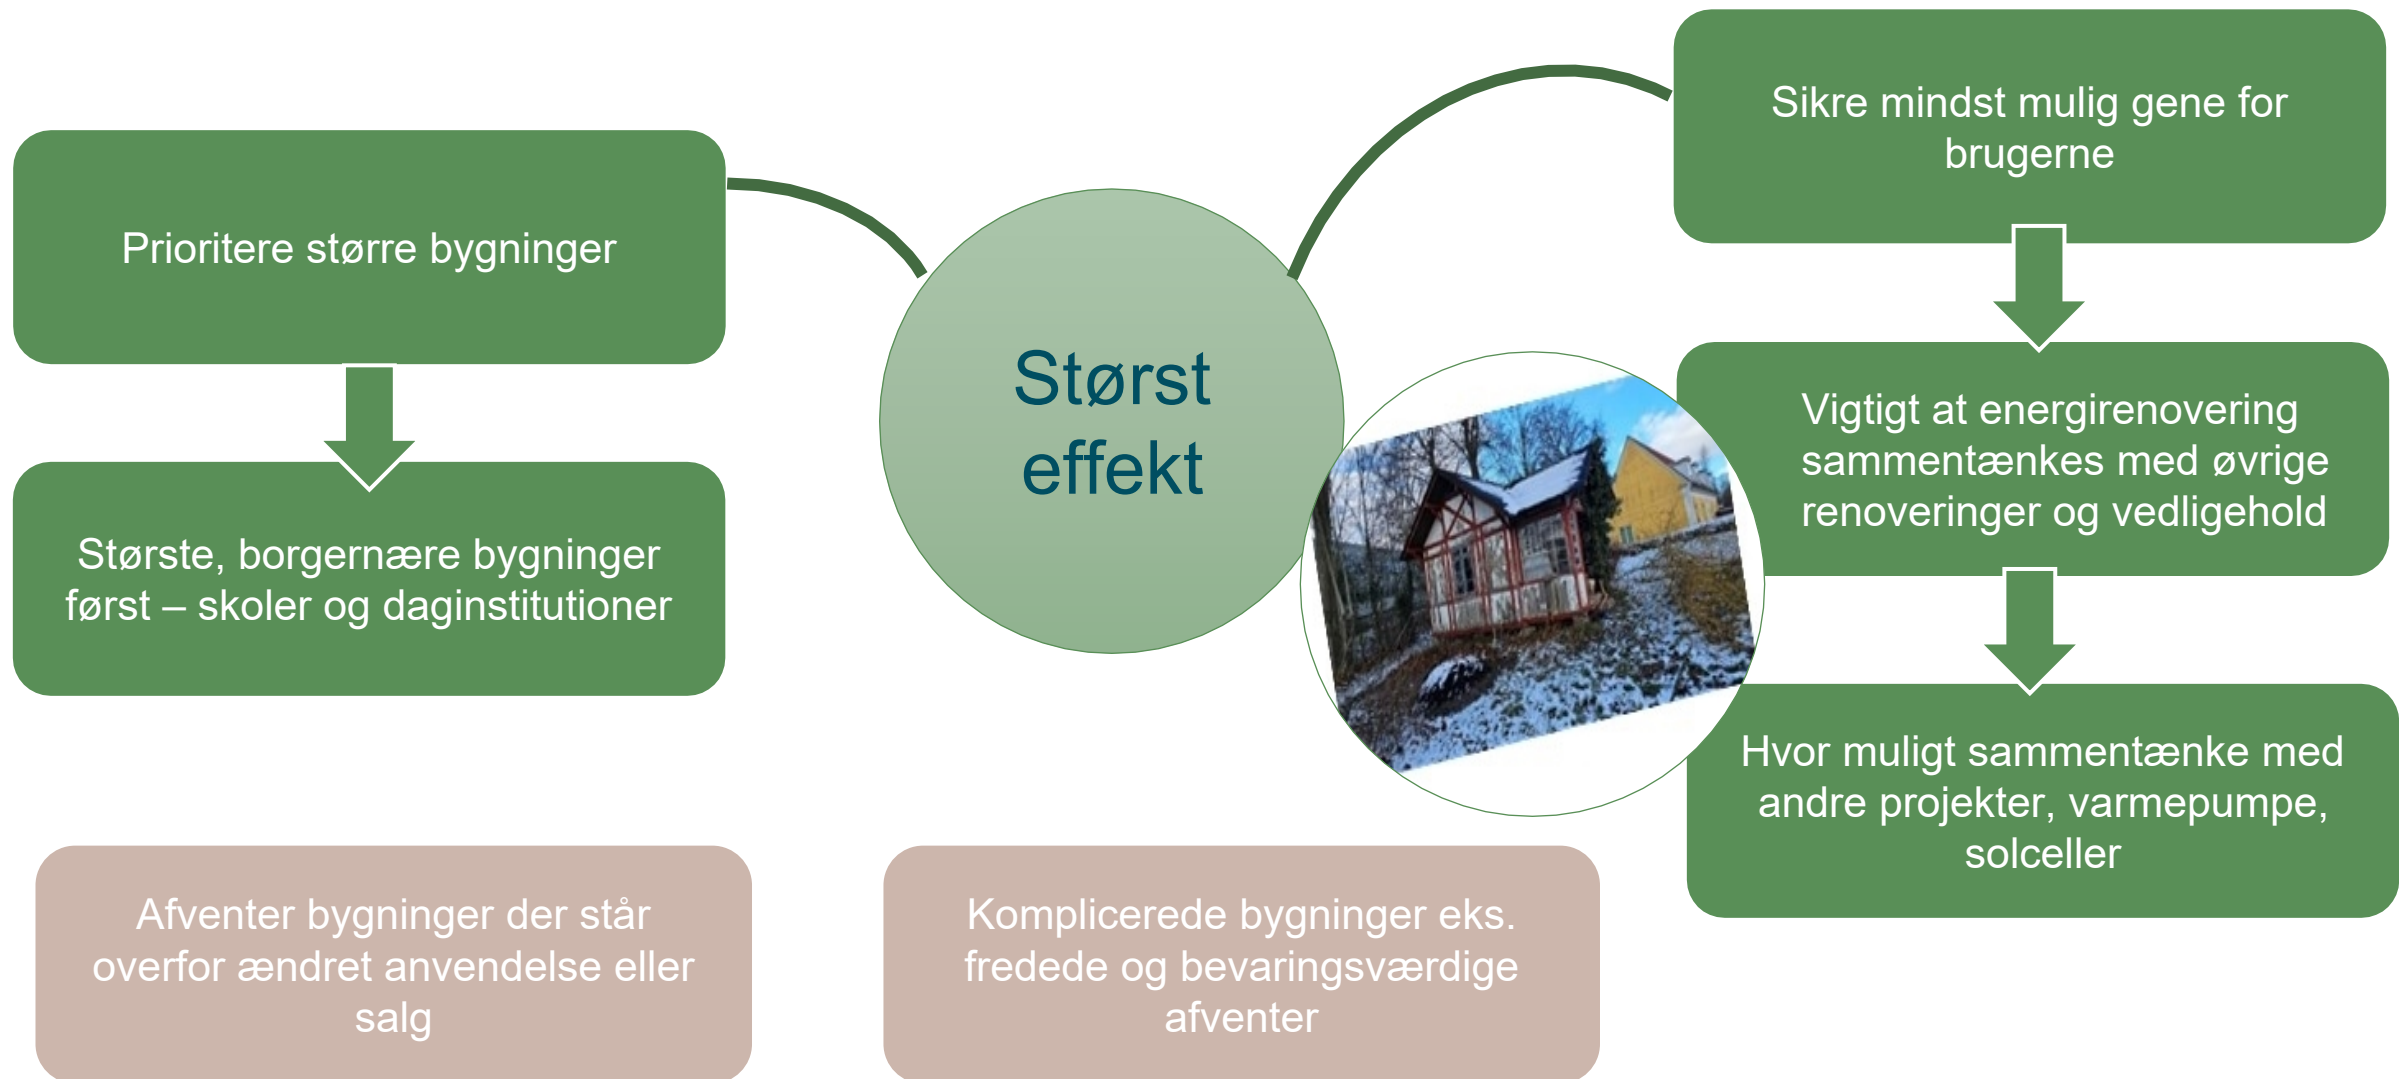 Prioritere større bygninger
Største, borgernære bygninger
først – skoler og daginstitutioner
Størst
effekt
Sikre mindst mulig gene for
brugerne
Vigtigt at energirenovering
sammentænkes med øvrige
renoveringer og vedligehold
Hvor muligt sammentænke med
andre projekter, varmepumpe,
solceller
Afventer bygninger der står
overfor ændret anvendelse eller
salg
Komplicerede bygninger eks.
fredede og bevaringsværdige
afventer